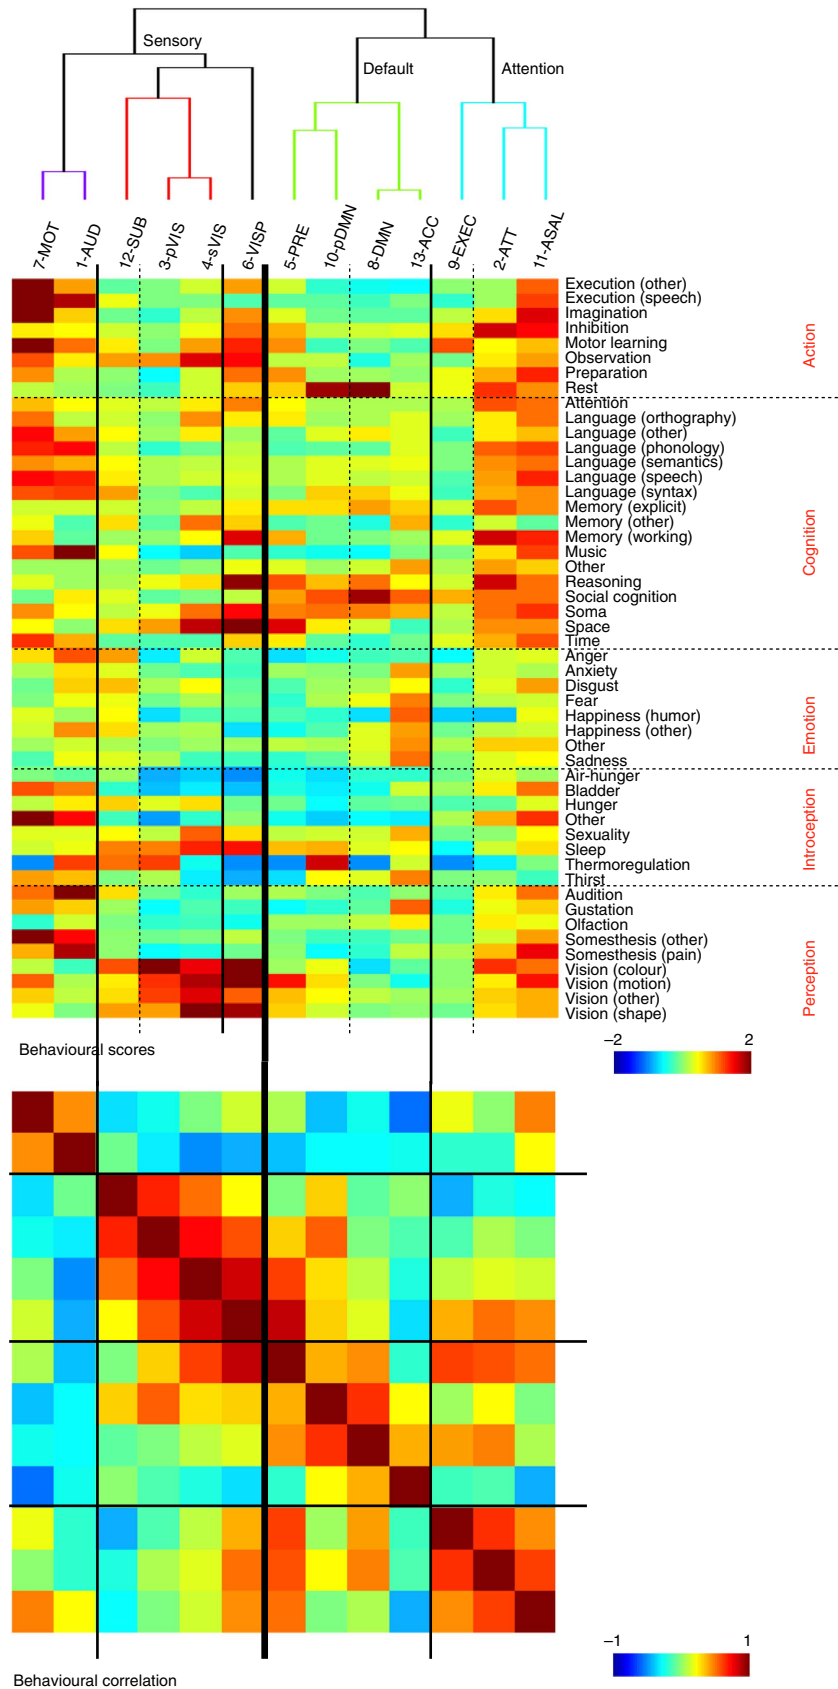 Sensory
Default
Attention
7-MOT
1-AUD
12-SUB
3-pVIS
4-sVIS
6-VISP
5-PRE
10-pDMN
8-DMN
13-ACC
9-EXEC
2-ATT
11-ASAL
Execution (other)
Execution (speech)
Imagination
Inhibition
Motor learning
Observation
Preparation
Rest
Action
Attention
Language (orthography)
Language (other)
Language (phonology)
Language (semantics)
Language (speech)
Language (syntax)
Memory (explicit)
Memory (other)
Memory (working)
Music
Other
Reasoning
Social cognition
Soma
Space
Time
Cognition
Anger
Anxiety
Disgust
Fear
Happiness (humor)
Happiness (other)
Other
Sadness
Emotion
Air-hunger
Bladder
Hunger
Other
Sexuality
Sleep
Thermoregulation
Thirst
Introception
Audition
Gustation
Olfaction
Somesthesis (other)
Somesthesis (pain)
Vision (colour)
Vision (motion)
Vision (other)
Vision (shape)
Perception
Behavioural scores
−2 2
−1 1
Behavioural correlation